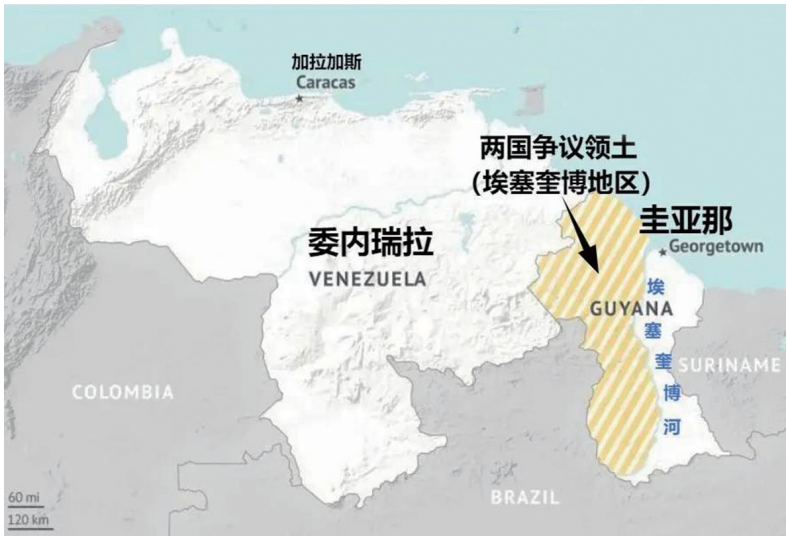 加拉加斯
Caracas
两国争议领土
（埃塞奎博地区）
圭亚那
Georgetown
委内瑞拉
VENEZUELA
GUYANA
埃塞奎博河
SURINAME
COLOMBIA
BRAZIL
60 mi
120 km